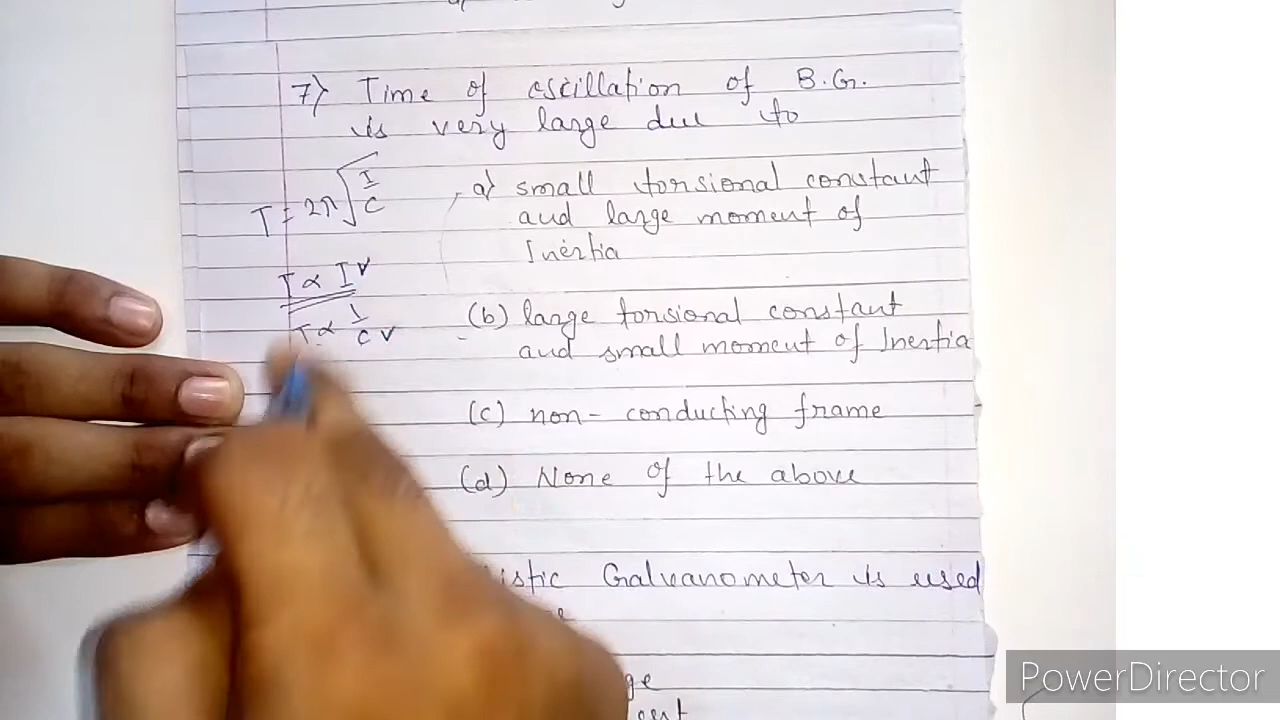 7) Time of oscillation of B.G.
is very large due to
T = 2π√I/C
a) small torsional constant
and large moment of
Inertia
T ∝ I
T ∝ 1/C
(b) large torsional constant
and small moment of Inertia
(c) non-conducting frame
(d) None of the above
Galvanometer is used
PowerDirector